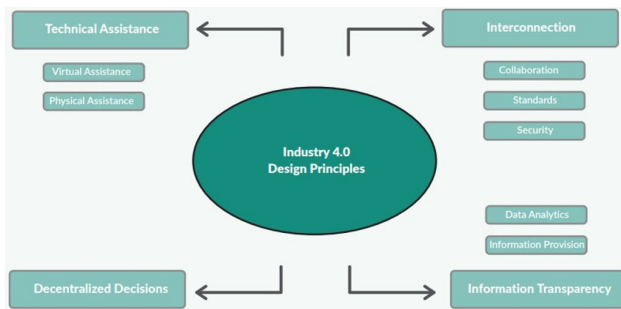 Technical Assistance
Virtual Assistance
Physical Assistance
Interconnection
Collaboration
Standards
Security
Industry 4.0
Design Principles
Data Analytics
Information Provision
Decentralized Decisions
Information Transparency